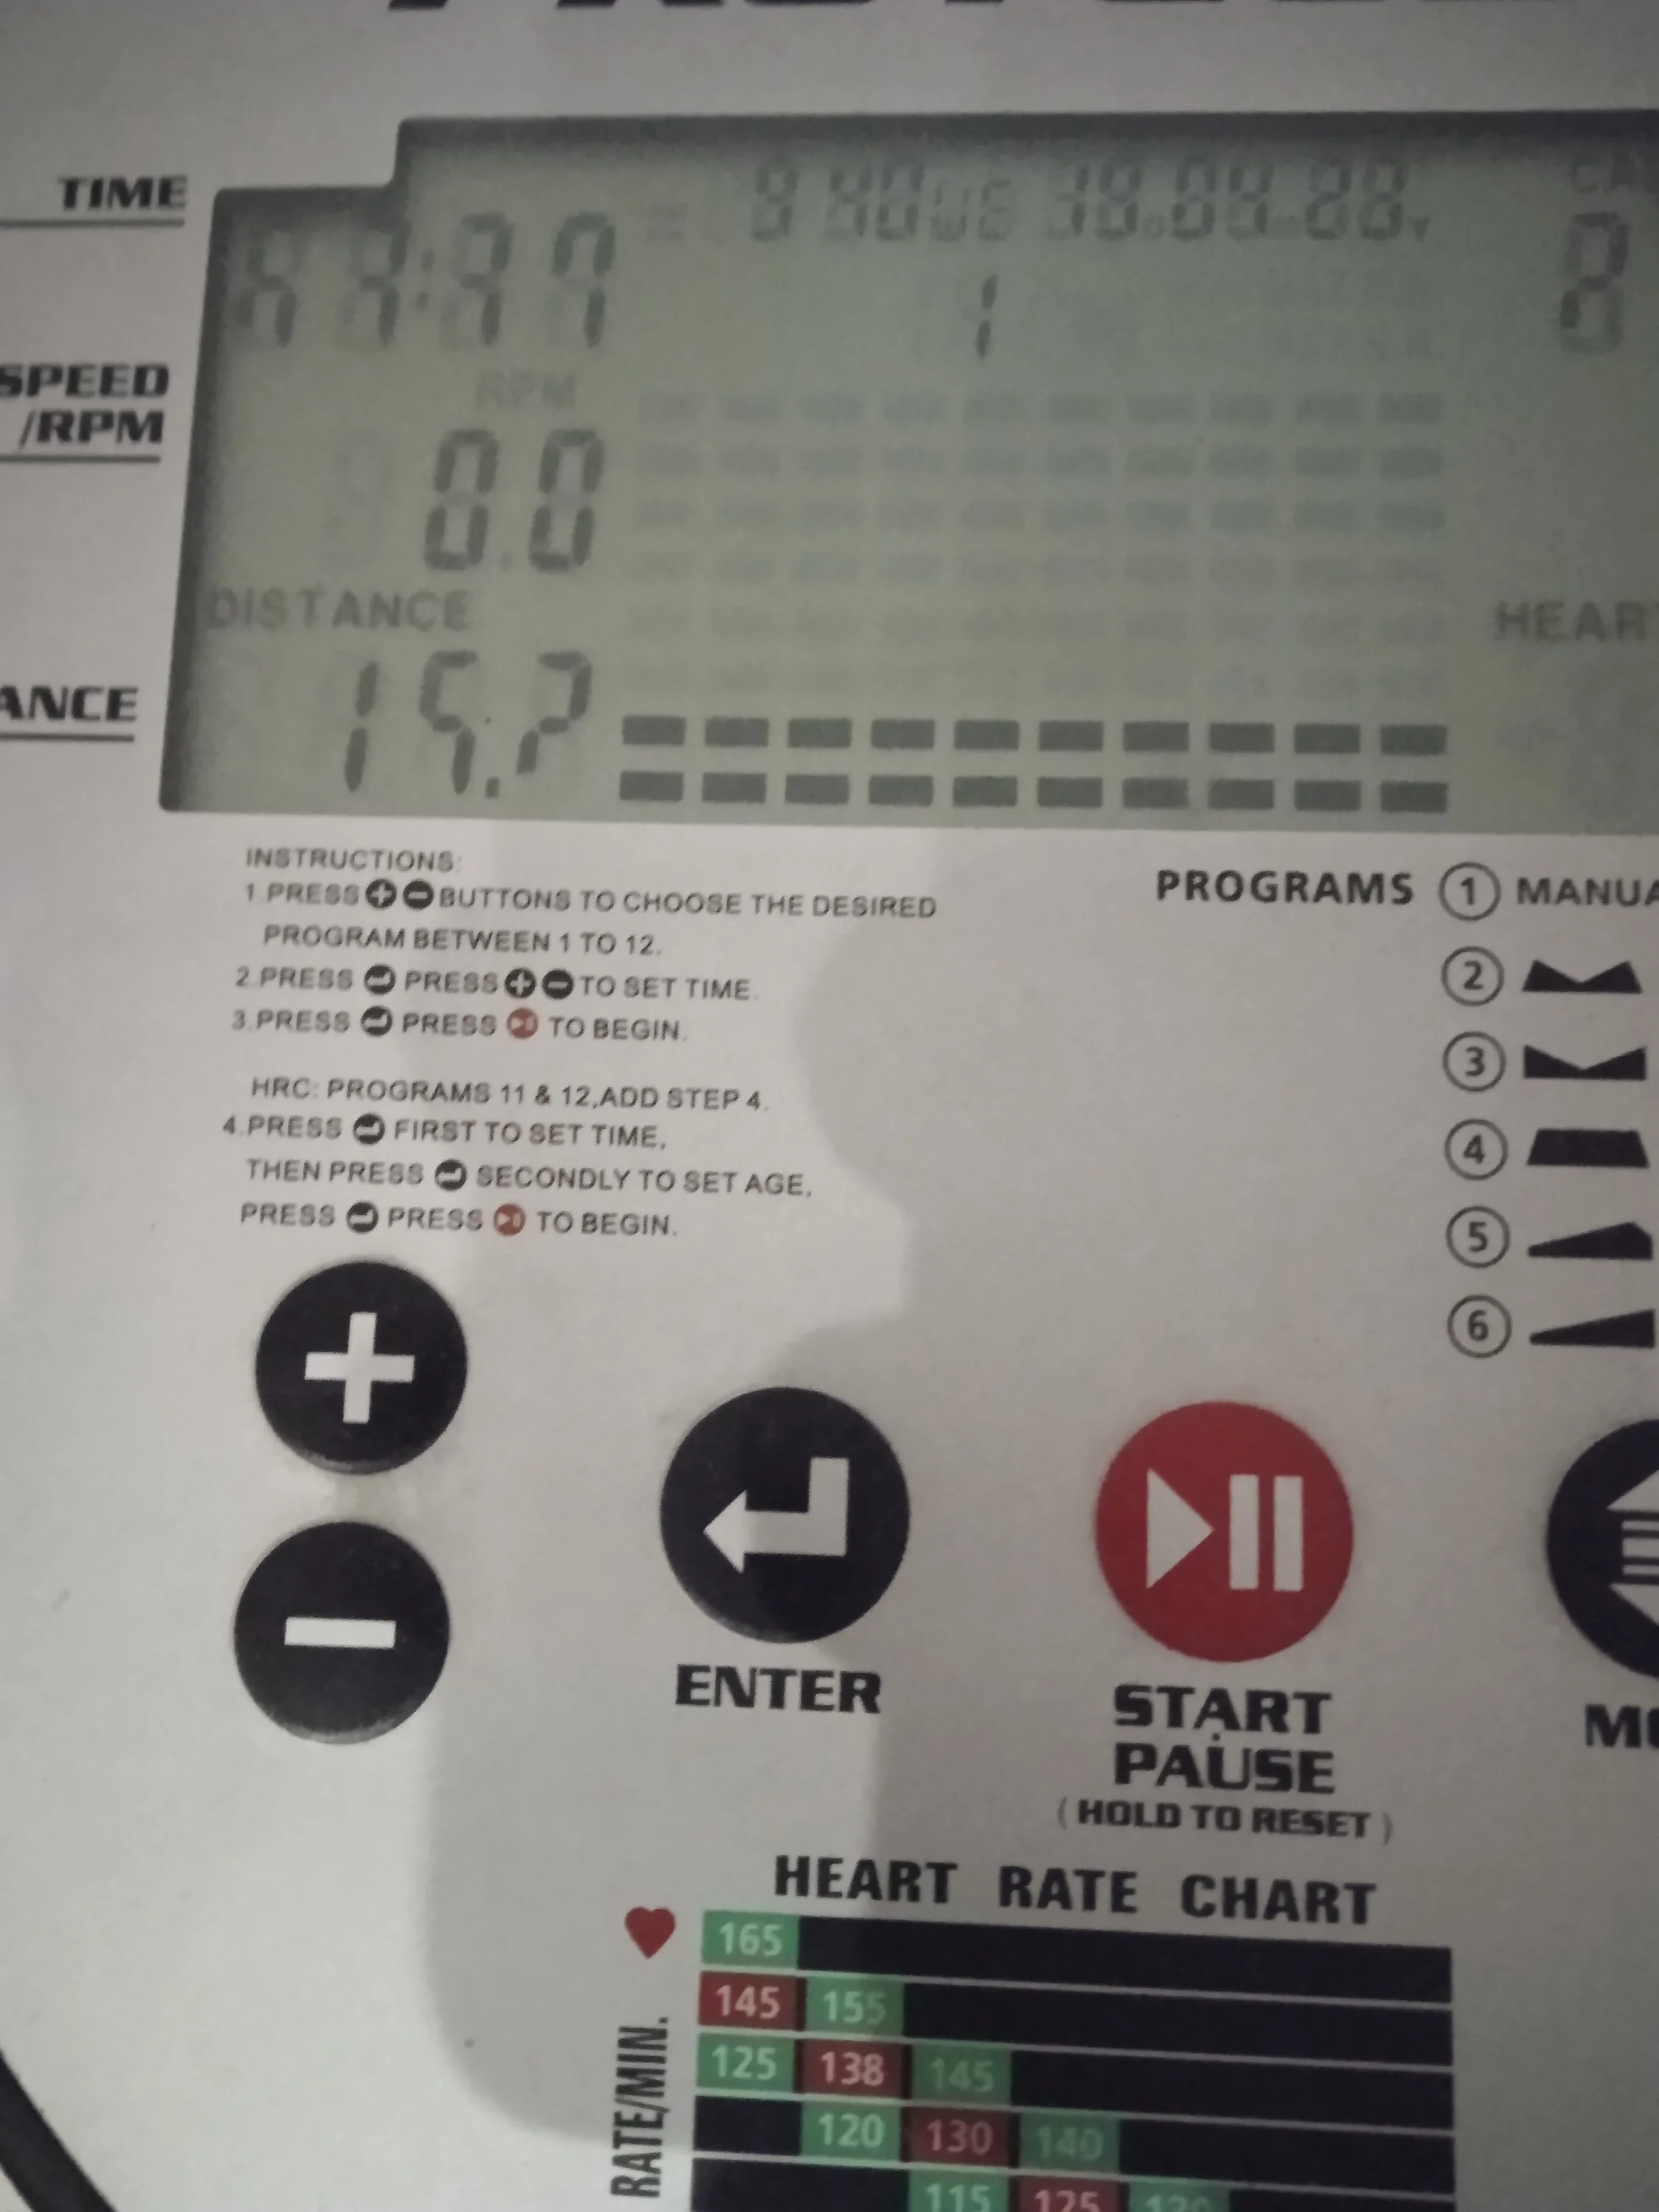 TIME
SPEED
/RPM
RPM
DISTANCE
HEAR
ANCE
INSTRUCTIONS:
1.PRESS + - BUTTONS TO CHOOSE THE DESIRED
PROGRAM BETWEEN 1 TO 12.
2.PRESS PRESS + - TO SET TIME.
3.PRESS PRESS TO BEGIN.
HRC: PROGRAMS 11 & 12,ADD STEP 4.
4.PRESS FIRST TO SET TIME,
THEN PRESS SECONDLY TO SET AGE,
PRESS PRESS TO BEGIN.
PROGRAMS 1 MANUA
2
3
4
5
6
+
-
ENTER
START
PAUSE
(HOLD TO RESET)
MO
HEART RATE CHART
165
145 155
125 138 145
120 130 140
115 125
RATE/MIN.